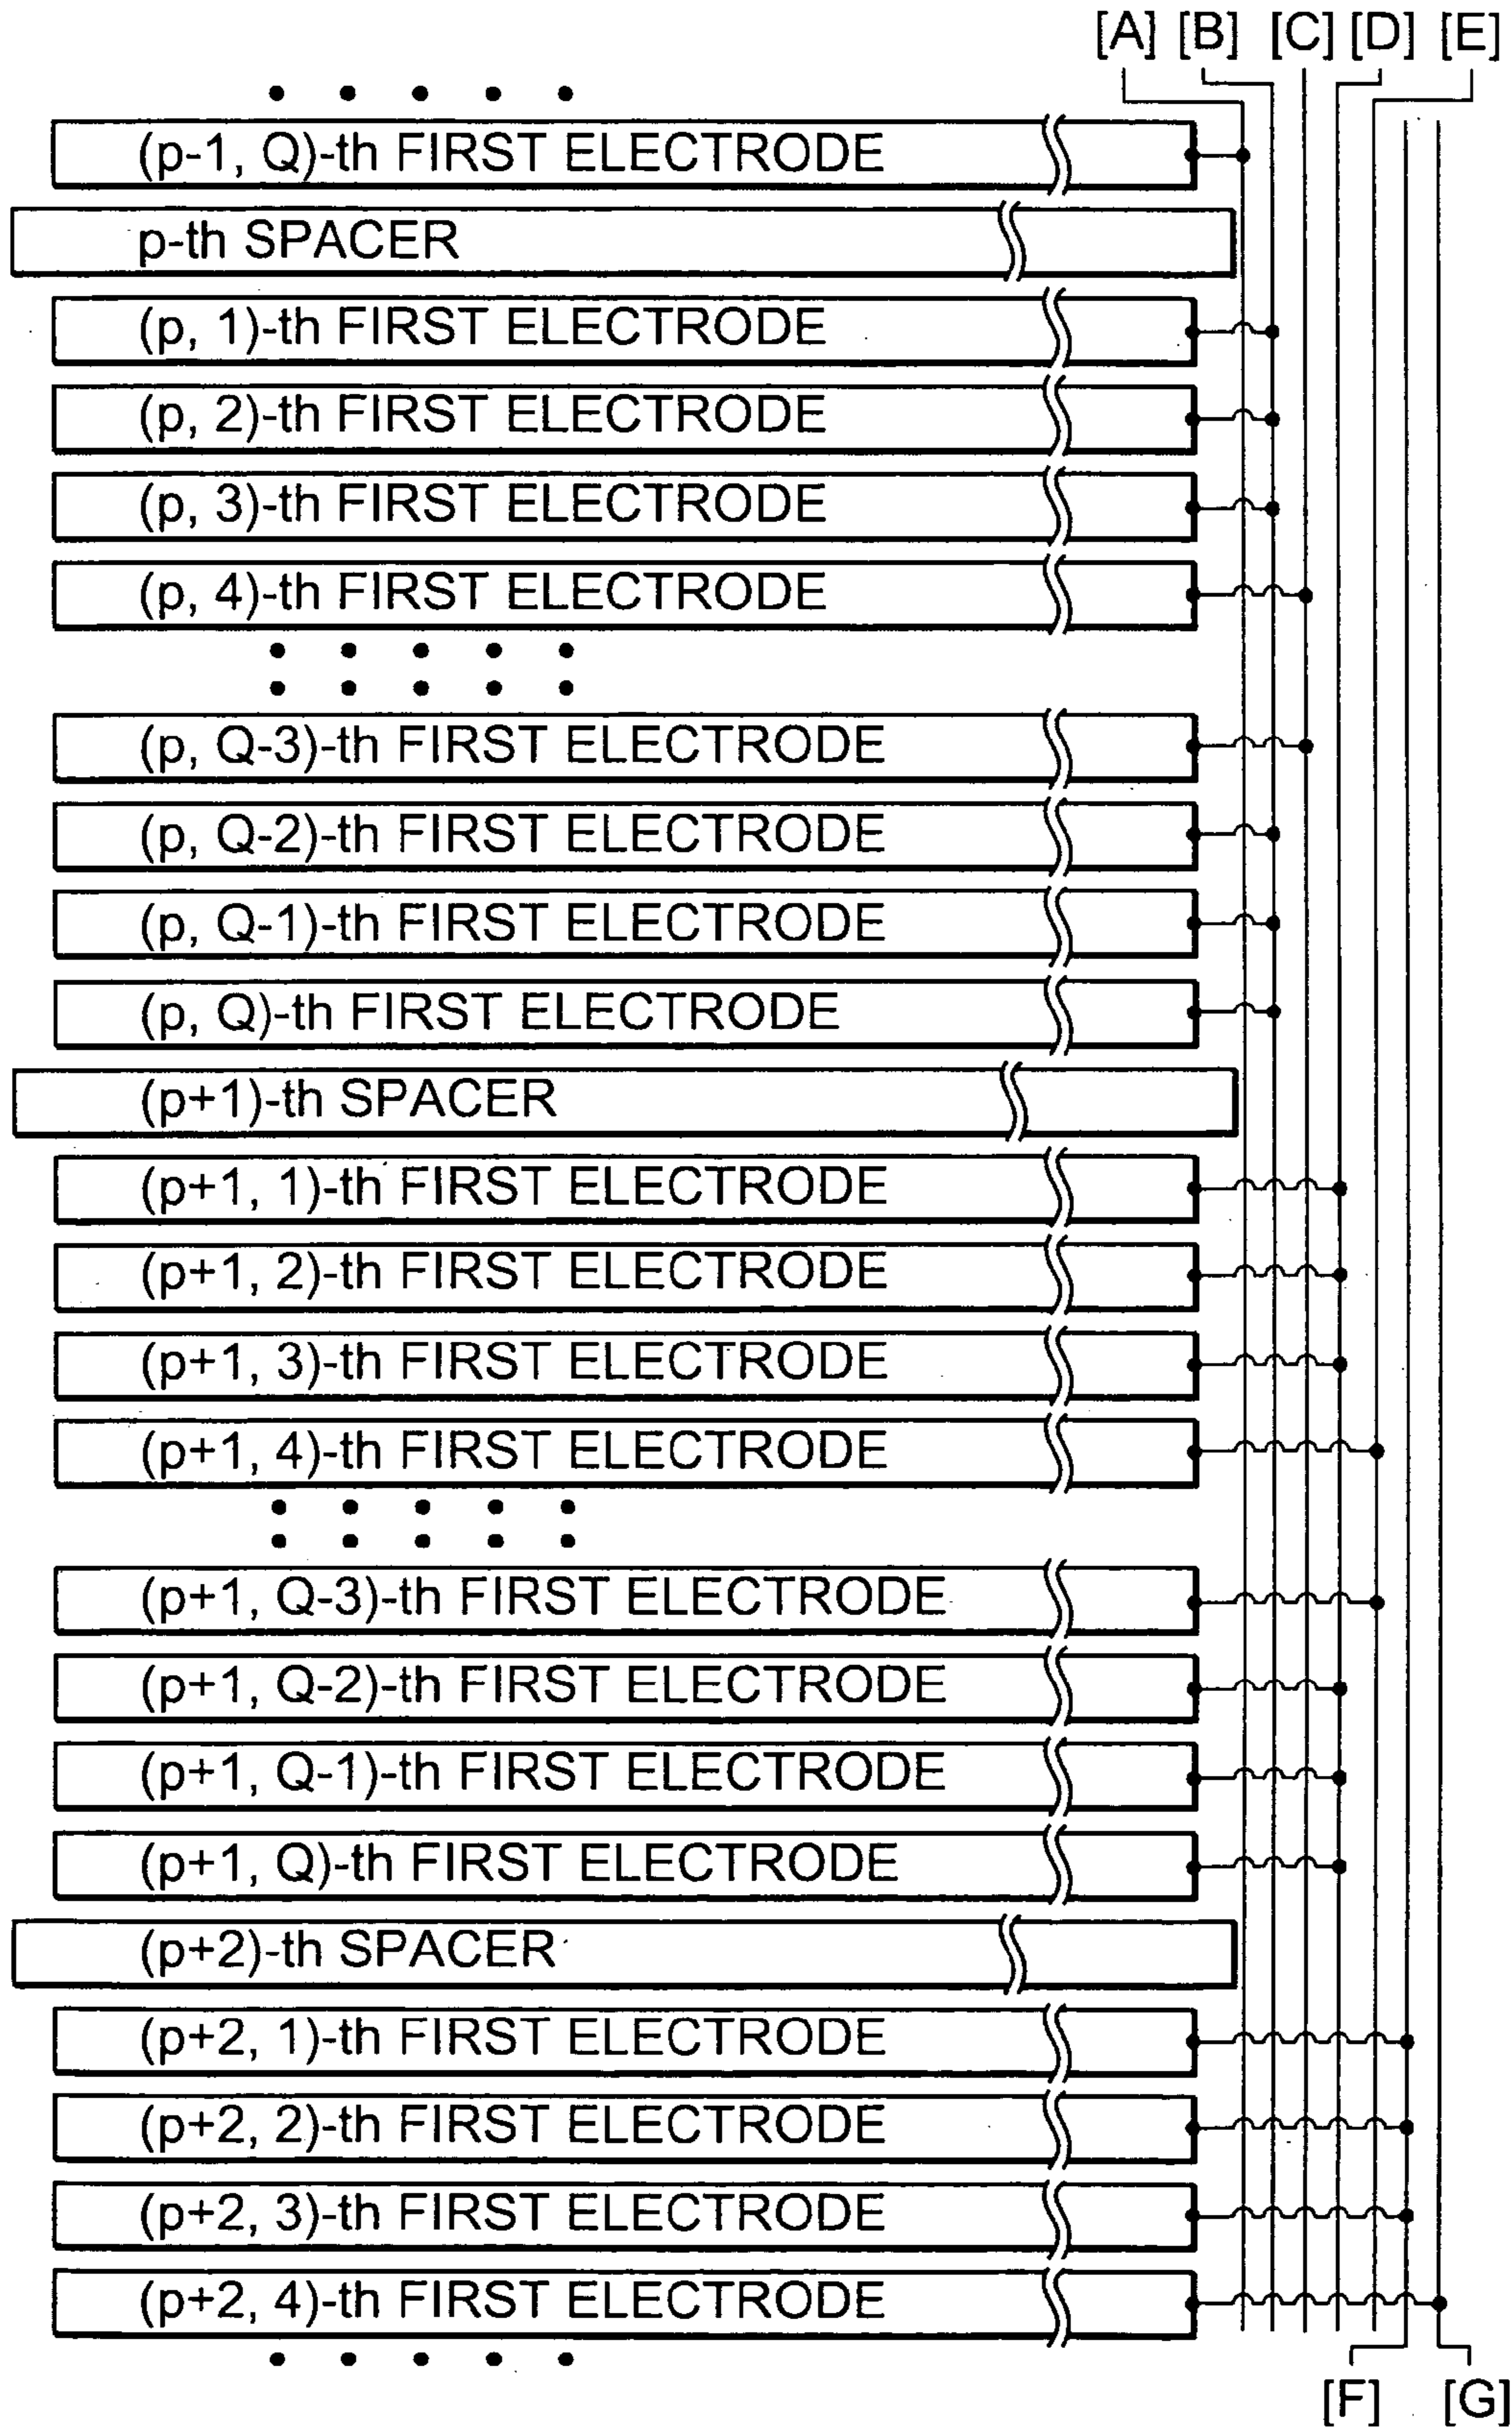 [A] [B] [C] [D] [E]
(p-1, Q)-th FIRST ELECTRODE
p-th SPACER
(p, 1)-th FIRST ELECTRODE
(p, 2)-th FIRST ELECTRODE
(p, 3)-th FIRST ELECTRODE
(p, 4)-th FIRST ELECTRODE
(p, Q-3)-th FIRST ELECTRODE
(p, Q-2)-th FIRST ELECTRODE
(p, Q-1)-th FIRST ELECTRODE
(p, Q)-th FIRST ELECTRODE
(p+1)-th SPACER
(p+1, 1)-th FIRST ELECTRODE
(p+1, 2)-th FIRST ELECTRODE
(p+1, 3)-th FIRST ELECTRODE
(p+1, 4)-th FIRST ELECTRODE
(p+1, Q-3)-th FIRST ELECTRODE
(p+1, Q-2)-th FIRST ELECTRODE
(p+1, Q-1)-th FIRST ELECTRODE
(p+1, Q)-th FIRST ELECTRODE
(p+2)-th SPACER
(p+2, 1)-th FIRST ELECTRODE
(p+2, 2)-th FIRST ELECTRODE
(p+2, 3)-th FIRST ELECTRODE
(p+2, 4)-th FIRST ELECTRODE
[F] [G]